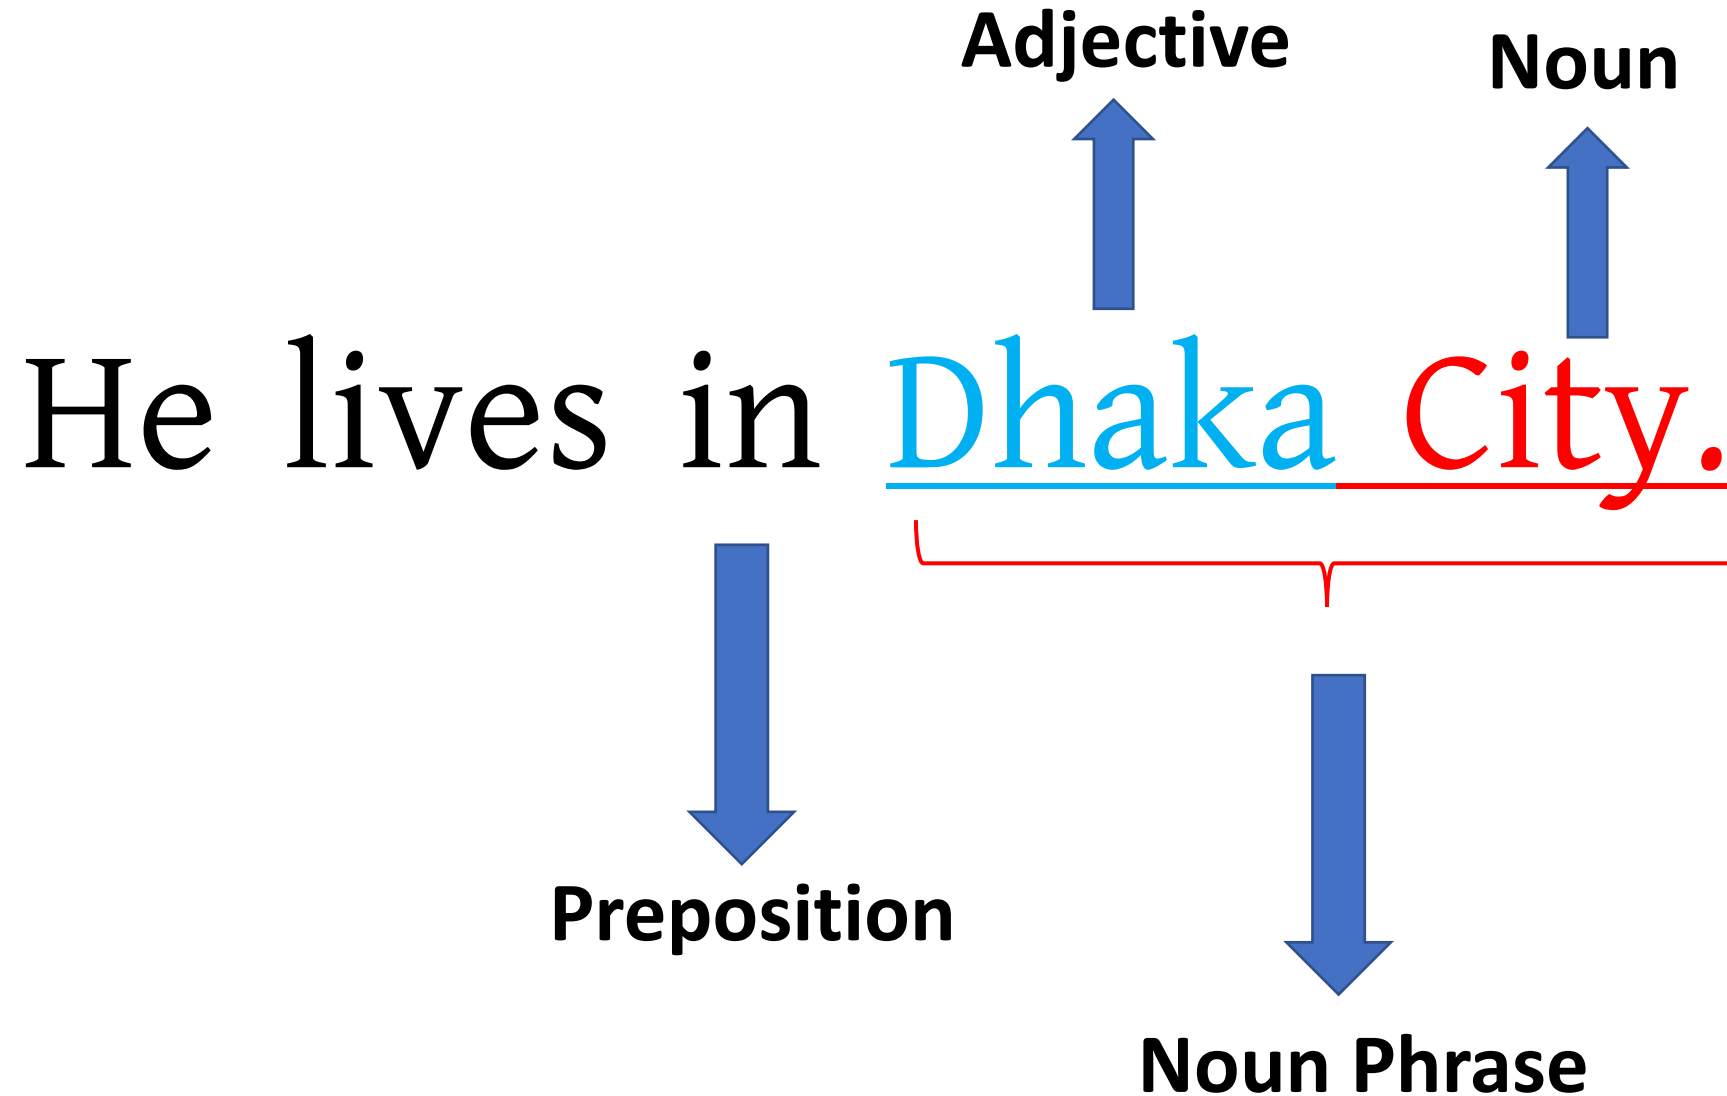 Adjective
Noun
He lives in Dhaka City.
Preposition
Noun Phrase